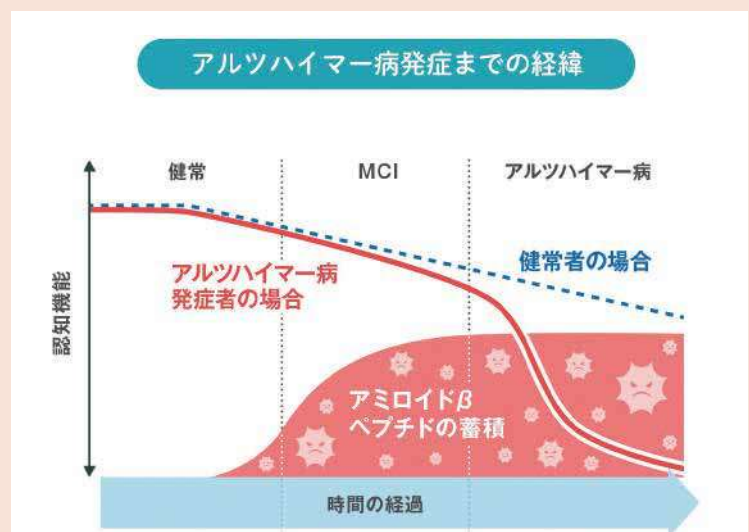 アルツハイマー病発症までの経緯
健常
MCI
アルツハイマー病
認知機能
アルツハイマー病
発症者の場合
健常者の場合
アミロイドβ
ペプチドの蓄積
時間の経過